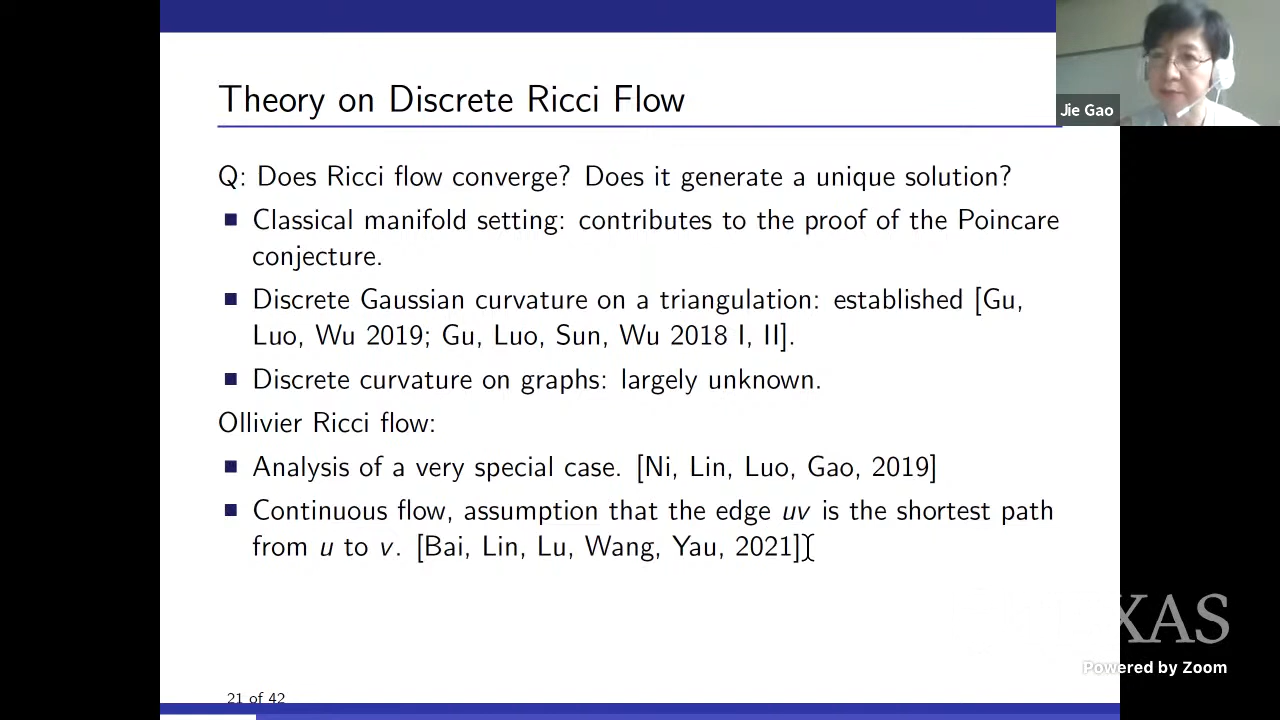 Theory on Discrete Ricci Flow
Jie Gao
Q: Does Ricci flow converge? Does it generate a unique solution?
Classical manifold setting: contributes to the proof of the Poincare
conjecture.
Discrete Gaussian curvature on a triangulation: established [Gu,
Luo, Wu 2019; Gu, Luo, Sun, Wu 2018 I, II].
Discrete curvature on graphs: largely unknown.
Ollivier Ricci flow:
Analysis of a very special case. [Ni, Lin, Luo, Gao, 2019]
Continuous flow, assumption that the edge uv is the shortest path
from u to v. [Bai, Lin, Lu, Wang, Yau, 2021]
XAS
Powered by Zoom
21 of 42